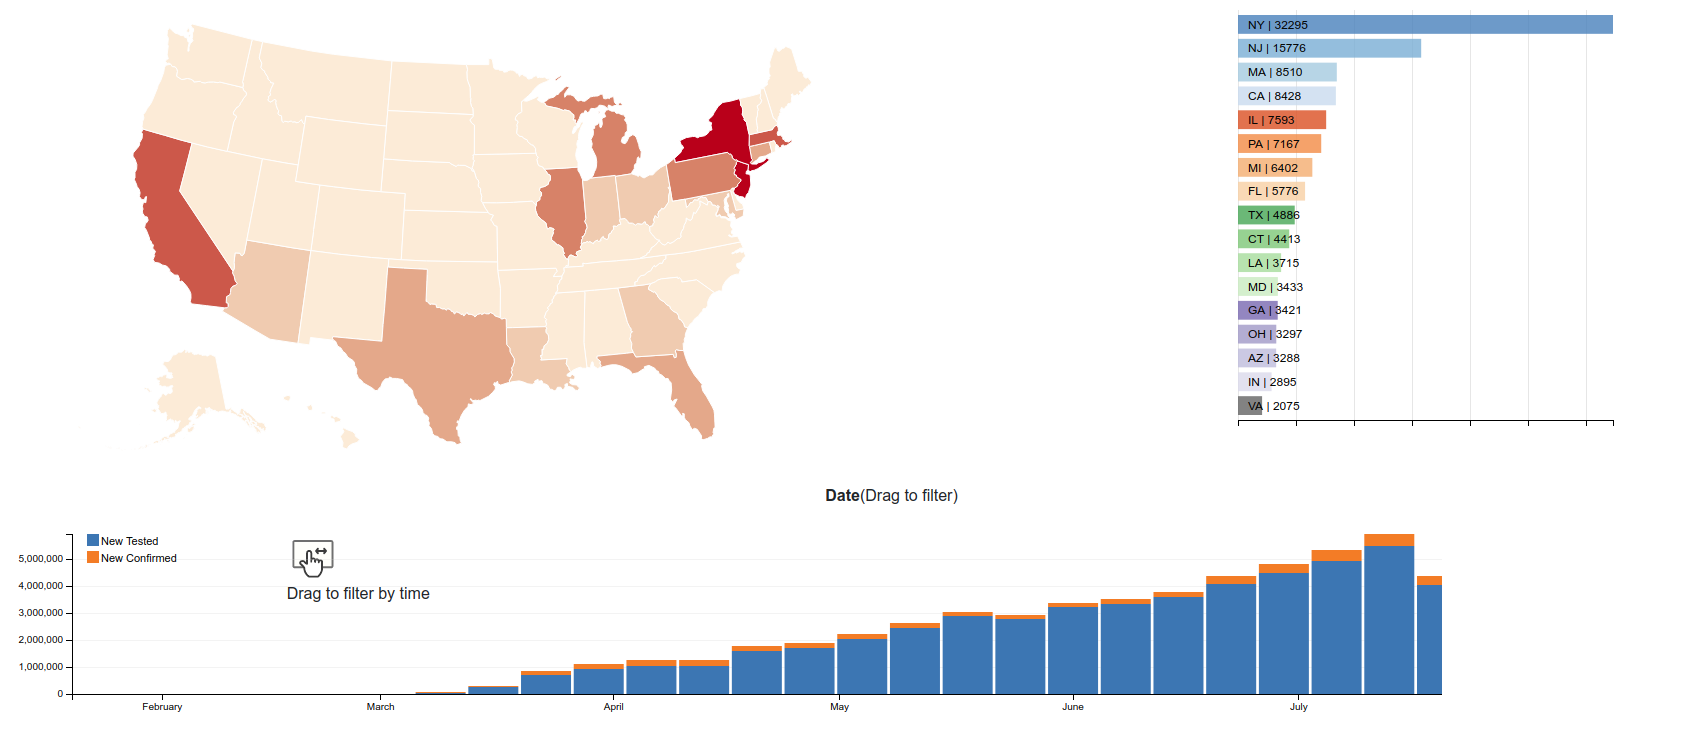 NY | 32295
NJ | 15776
MA | 8510
CA | 8428
IL | 7593
PA | 7167
MI | 6402
FL | 5776
TX | 4886
CT | 4413
LA | 3715
MD | 3433
GA | 3421
OH | 3297
AZ | 3288
IN | 2895
VA | 2075
Date(Drag to filter)
New Tested
New Confirmed
Drag to filter by time
5,000,000
4,000,000
3,000,000
2,000,000
1,000,000
0
February March April May June July